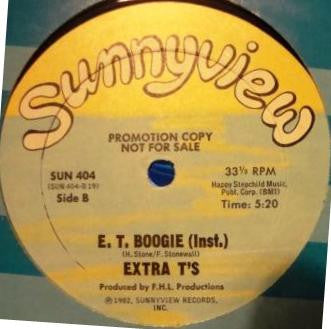 Sunnyview
PROMOTION COPY
NOT FOR SALE
SUN 404
(SUN 404-B19)
Side B
33⅓ RPM
Happy Stepchild Music,
Publ. Corp. (BMI)
Time: 5:20
E. T. BOOGIE (Inst.)
(H. Stone/F. Stonewall)
EXTRA T'S
Produced by F.H.L. Productions
℗1982, SUNNYVIEW RECORDS,
INC.